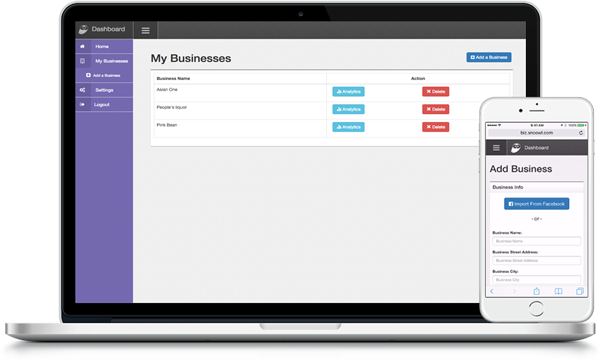 Dashboard
Home
My Businesses
Add a Business
Settings
Logout
My Businesses
Add a Business
Business Name
Action
Asian One
Analytics
Delete
People's liquor
Analytics
Delete
Pink Bean
Analytics
Delete
9:41 AM
100%
biz.snoowl.com
Dashboard
Add Business
Business Info
Import From Facebook
- or -
Business Name:
Business Name
Business Street Address:
Business Street Address
Business City:
Business City